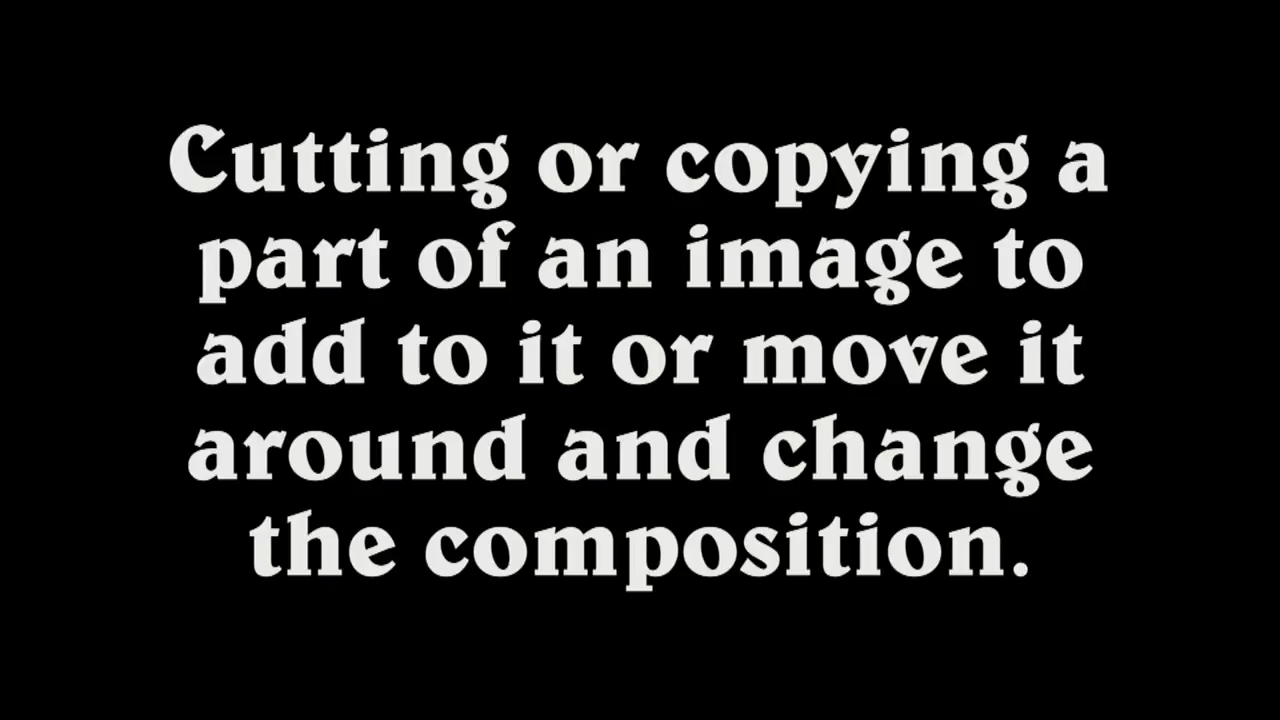 Cutting or copying a
part of an image to
add to it or move it
around and change
the composition.